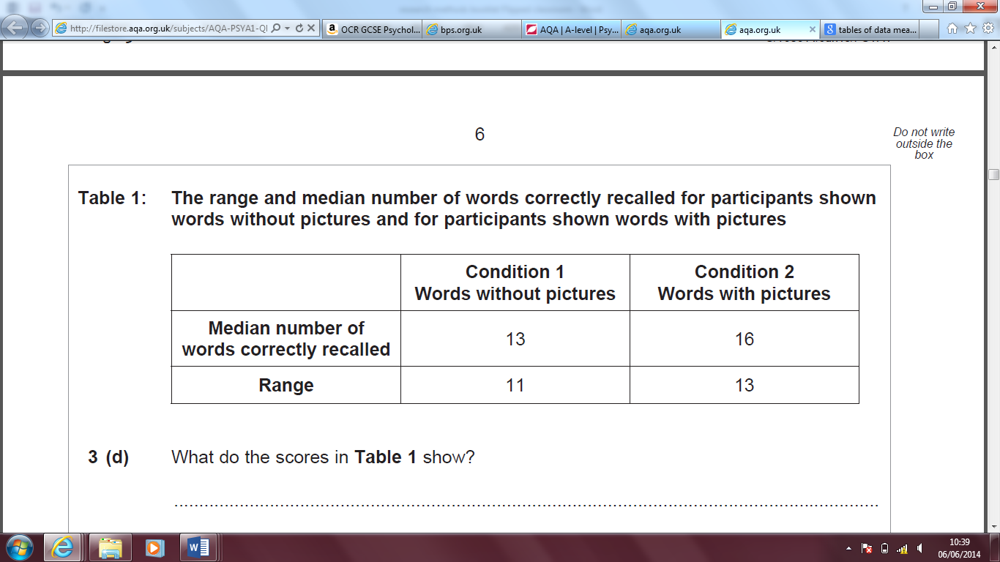 http://filestore.aqa.org.uk/subjects/AQA-PSYA1-QI
OCR GCSE Psychol...
bps.org.uk
AQA | A-level | Psy...
aqa.org.uk
aqa.org.uk
tables of data mea...
6
Do not write
outside the
box
Table 1: The range and median number of words correctly recalled for participants shown
words without pictures and for participants shown words with pictures
Condition 1
Words without pictures
Condition 2
Words with pictures
Median number of
words correctly recalled
13
16
Range
11
13
3 (d) What do the scores in Table 1 show?
10:39
06/06/2014